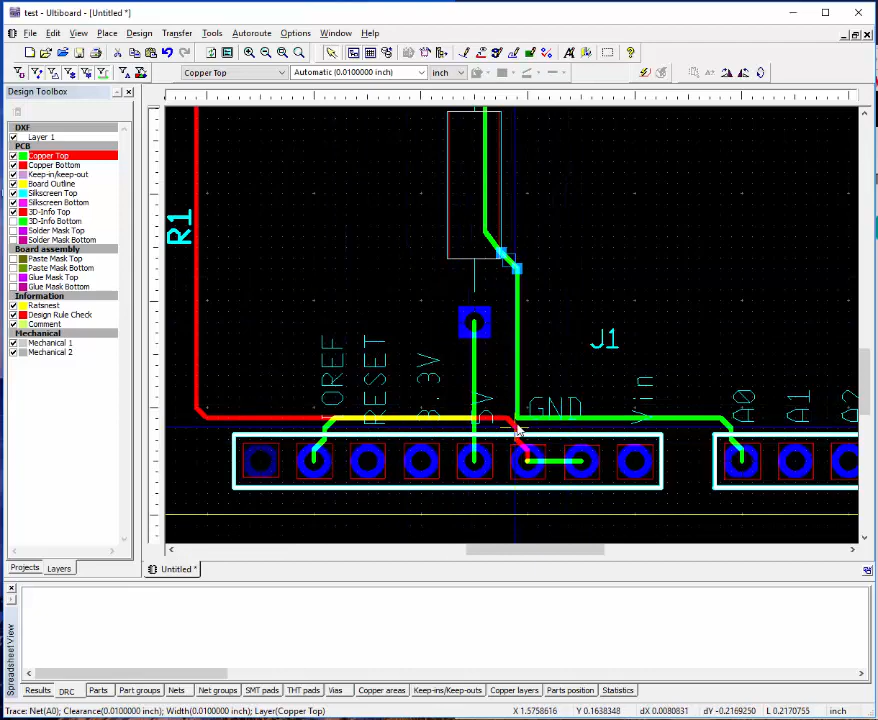 test - Ultiboard - [Untitled *]
File Edit View Place Design Transfer Tools Autoroute Options Window Help
Copper Top Automatic (0.0100000 inch) inch
Design Toolbox
DXF
Layer 1
PCB
Copper Top
Copper Bottom
Keep-in/keep-out
Board Outline
Silkscreen Top
Silkscreen Bottom
3D-Info Top
3D-Info Bottom
Solder Mask Top
Solder Mask Bottom
Board assembly
Paste Mask Top
Paste Mask Bottom
Glue Mask Top
Glue Mask Bottom
Information
Ratsnest
Design Rule Check
Comment
Mechanical
Mechanical 1
Mechanical 2
Projects Layers
R1
J1
IOREF
RESET
3.3V
5V
GND
Vin
A0
A1
A2
Untitled *
Spreadsheet View
Results DRC Parts Part groups Nets Net groups SMT pads THT pads Vias Copper areas Keep-ins/Keep-outs Copper layers Parts position Statistics
Trace: Net(A0); Clearance(0.0100000 inch); Width(0.0100000 inch); Layer(Copper Top) X 1.5758616 Y 0.1638348 dX 0.0080831 dY -0.2169250 L 0.2170755 inch